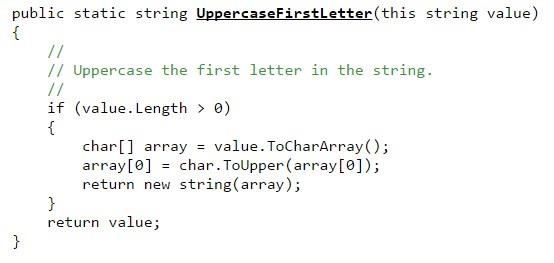 public static string UppercaseFirstLetter(this string value)
{
    //
    // Uppercase the first letter in the string.
    //
    if (value.Length > 0)
    {
        char[] array = value.ToCharArray();
        array[0] = char.ToUpper(array[0]);
        return new string(array);
    }
    return value;
}